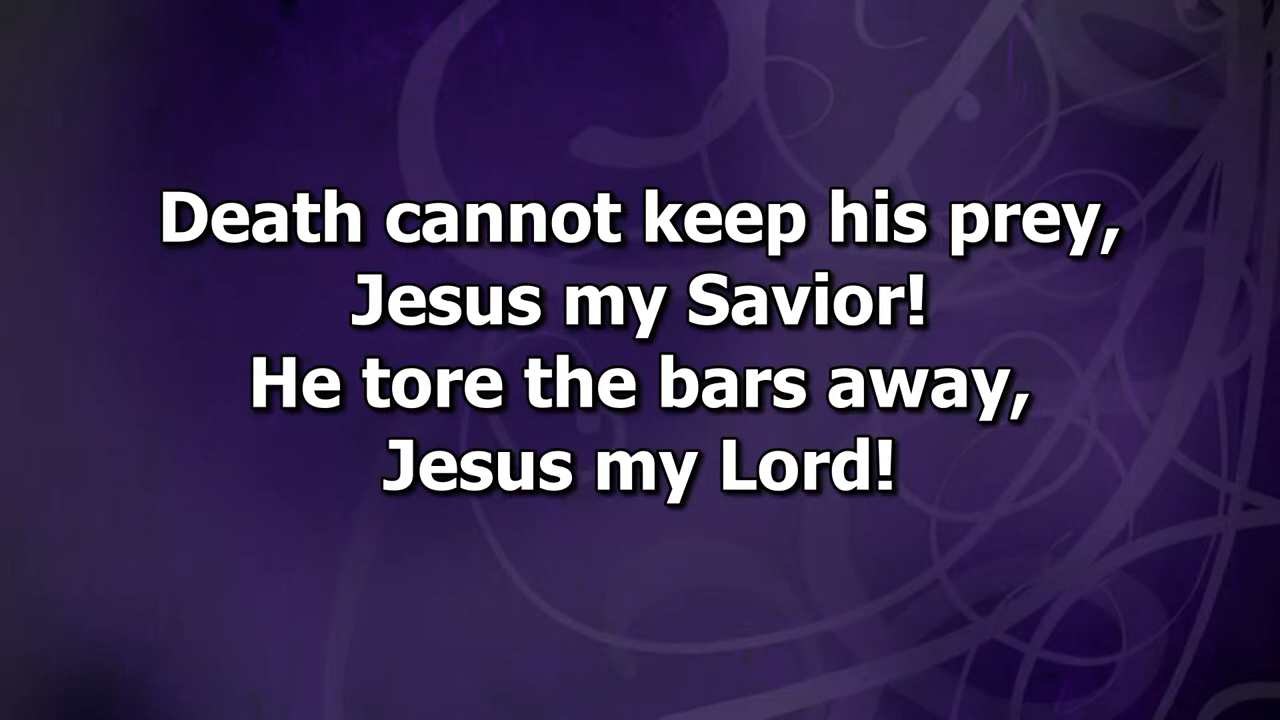 Death cannot keep his prey,
Jesus my Savior!
He tore the bars away,
Jesus my Lord!